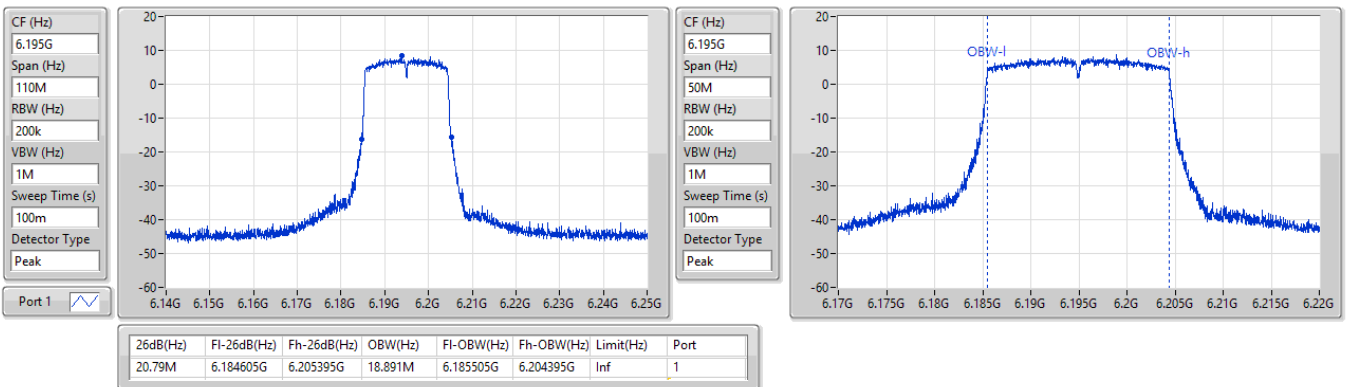 CF (Hz)
6.195G
Span (Hz)
110M
RBW (Hz)
200k
VBW (Hz)
1M
Sweep Time (s)
100m
Detector Type
Peak
Port 1
20
10
0
-10
-20
-30
-40
-50
-60
6.14G 6.15G 6.16G 6.17G 6.18G 6.19G 6.2G 6.21G 6.22G 6.23G 6.24G 6.25G
CF (Hz)
6.195G
Span (Hz)
50M
RBW (Hz)
200k
VBW (Hz)
1M
Sweep Time (s)
100m
Detector Type
Peak
20
10
0
-10
-20
-30
-40
-50
-60
OBW-l OBW-h
6.17G 6.175G 6.18G 6.185G 6.19G 6.195G 6.2G 6.205G 6.21G 6.215G 6.22G
26dB(Hz) Fl-26dB(Hz) Fh-26dB(Hz) OBW(Hz) Fl-OBW(Hz) Fh-OBW(Hz) Limit(Hz) Port
20.79M 6.184605G 6.205395G 18.891M 6.185505G 6.204395G Inf 1